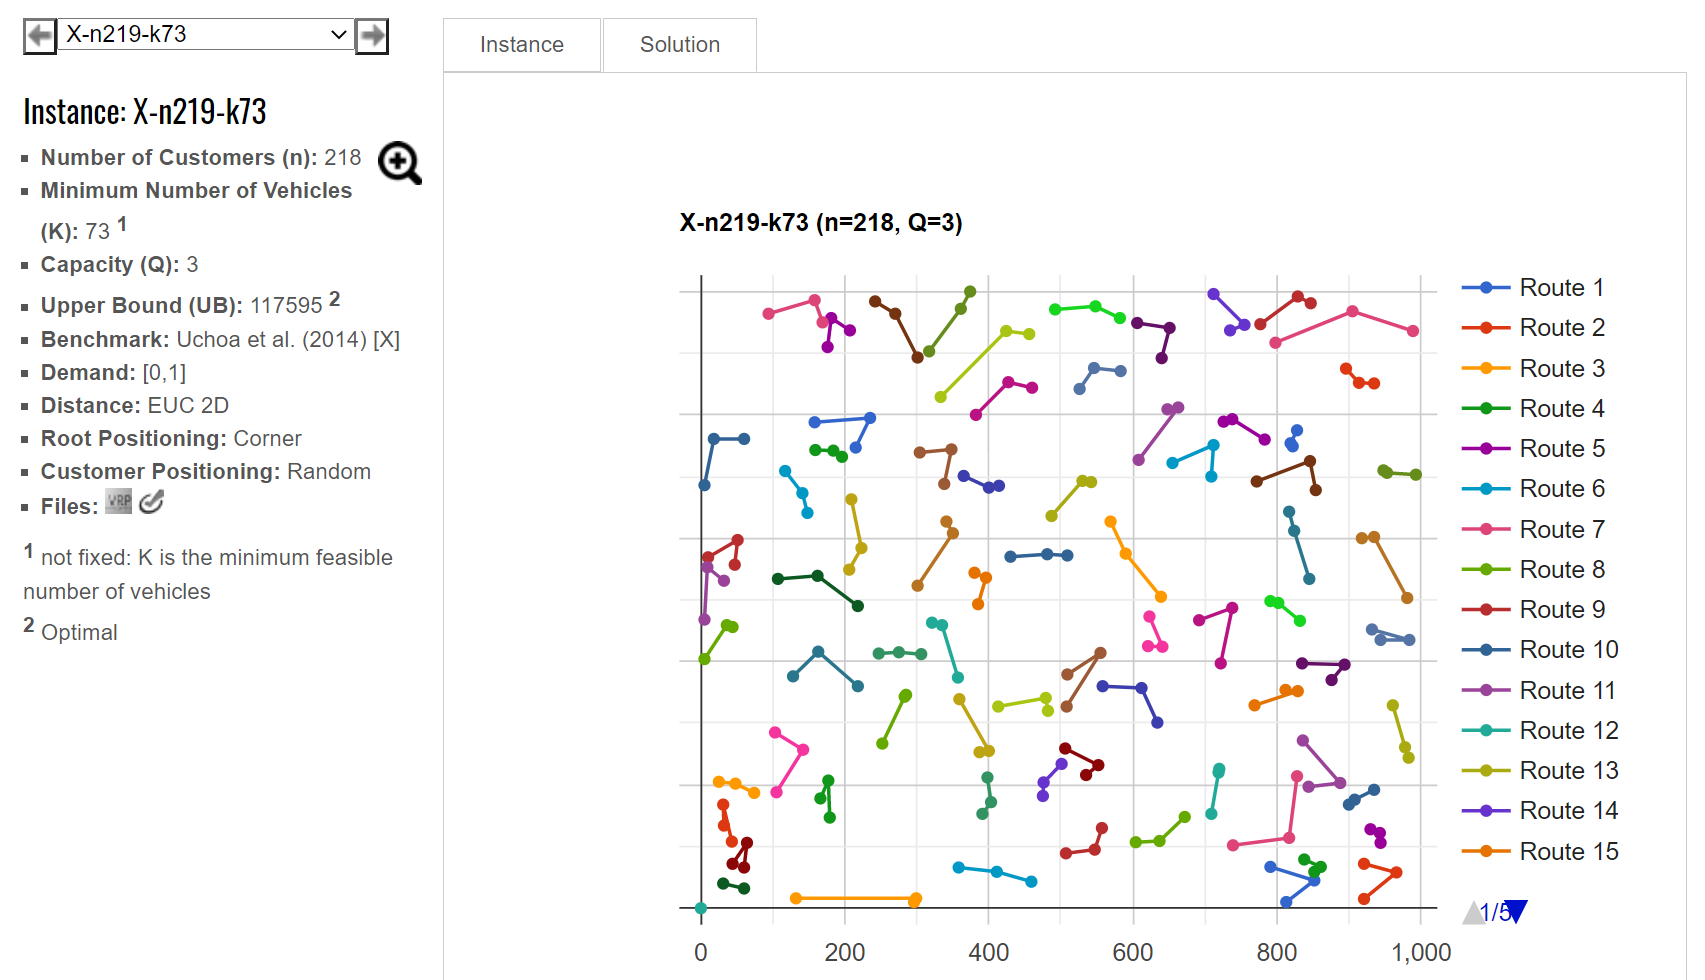 X-n219-k73
Instance
Solution
Instance: X-n219-k73
Number of Customers (n): 218
Minimum Number of Vehicles
(K): 73 1
Capacity (Q): 3
Upper Bound (UB): 117595 2
Benchmark: Uchoa et al. (2014) [X]
Demand: [0,1]
Distance: EUC 2D
Root Positioning: Corner
Customer Positioning: Random
Files: VRP
1 not fixed: K is the minimum feasible
number of vehicles
2 Optimal
X-n219-k73 (n=218, Q=3)
Route 1
Route 2
Route 3
Route 4
Route 5
Route 6
Route 7
Route 8
Route 9
Route 10
Route 11
Route 12
Route 13
Route 14
Route 15
1/5
0 200 400 600 800 1,000